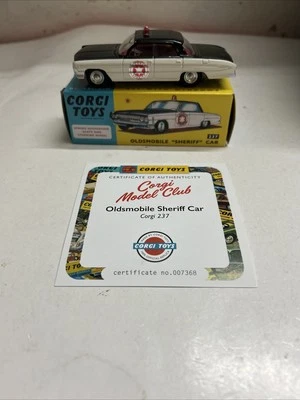 CORGI
TOYS
OLDSMOBILE "SHERIFF" CAR
237
CORGI TOYS
CERTIFICATE OF AUTHENTICITY
Corgi
Model Club
Oldsmobile Sheriff Car
Corgi 237
CORGI TOYS
certificate no.007368